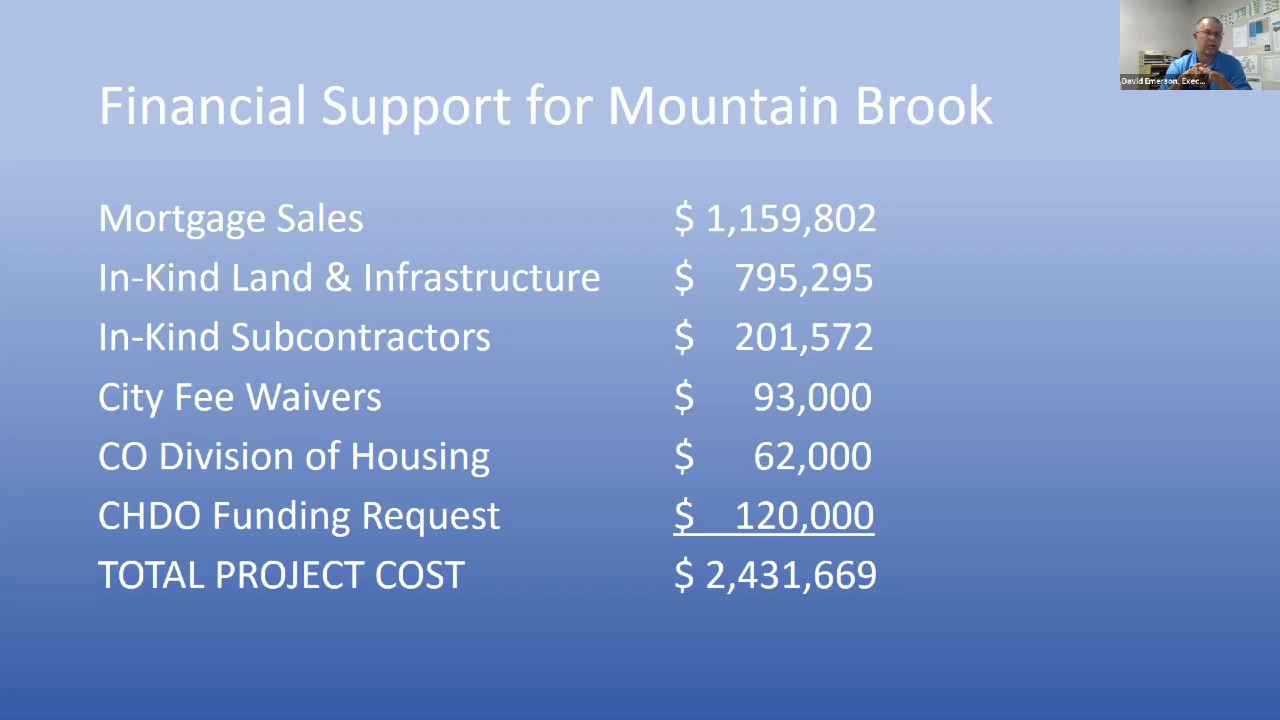 David Emerson, Exec...
Financial Support for Mountain Brook
Mortgage Sales $ 1,159,802
In-Kind Land & Infrastructure $ 795,295
In-Kind Subcontractors $ 201,572
City Fee Waivers $ 93,000
CO Division of Housing $ 62,000
CHDO Funding Request $ 120,000
TOTAL PROJECT COST $ 2,431,669